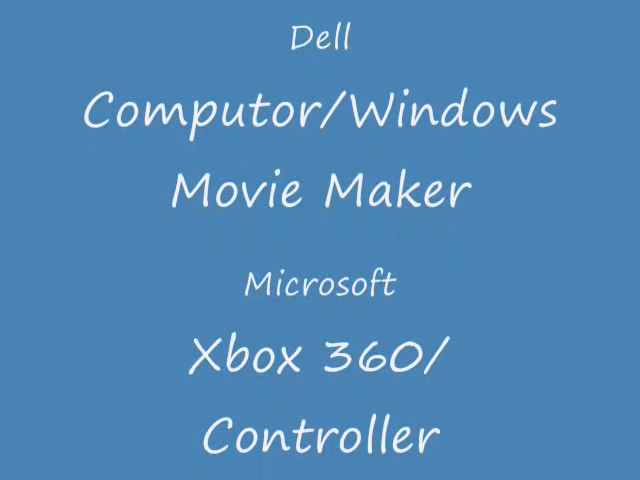 Dell
Computor/Windows
Movie Maker
Microsoft
Xbox 360/
Controller